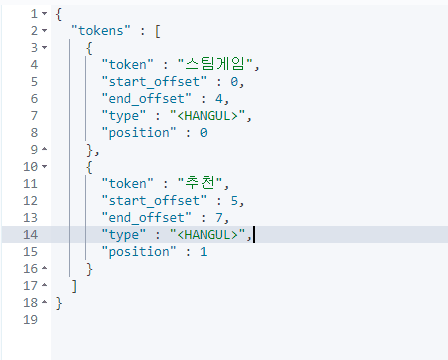 1 {
2 "tokens" : [
3 {
4 "token" : "스팀게임",
5 "start_offset" : 0,
6 "end_offset" : 4,
7 "type" : "<HANGUL>",
8 "position" : 0
9 },
10 {
11 "token" : "추천",
12 "start_offset" : 5,
13 "end_offset" : 7,
14 "type" : "<HANGUL>",
15 "position" : 1
16 }
17 ]
18 }
19